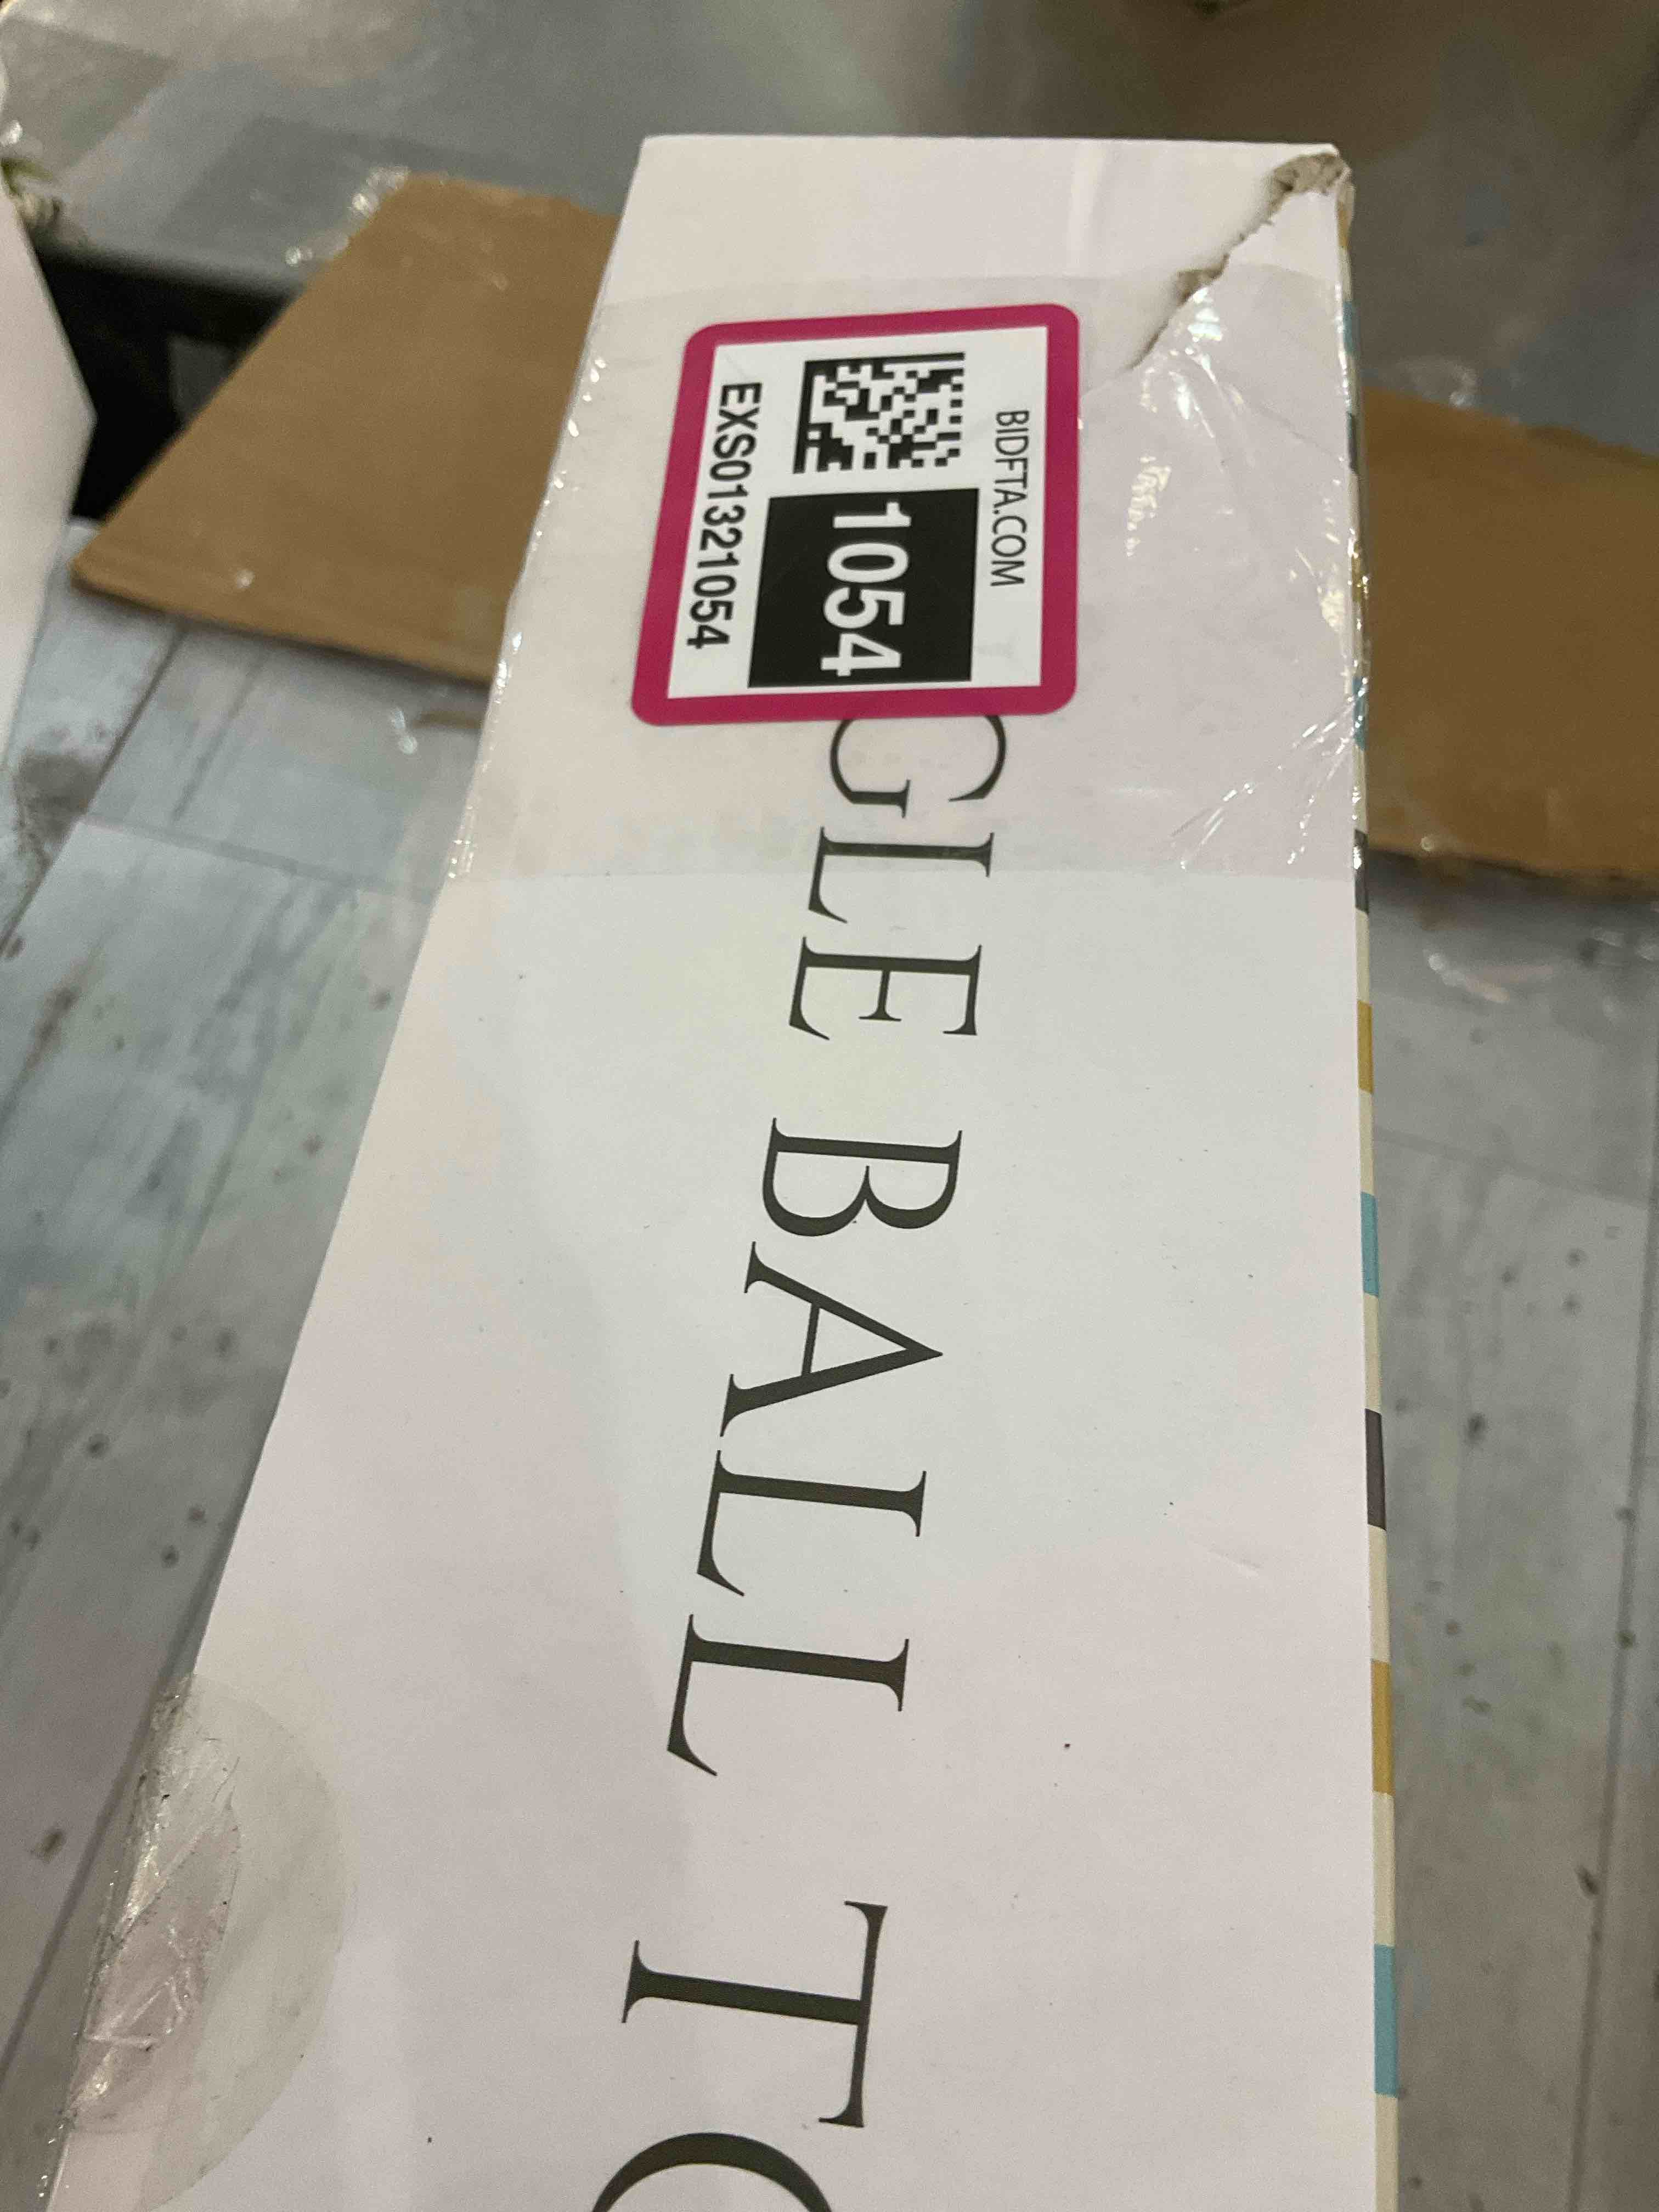 BIDFTA.COM
1054
EXS01321054
GLE BALL TO